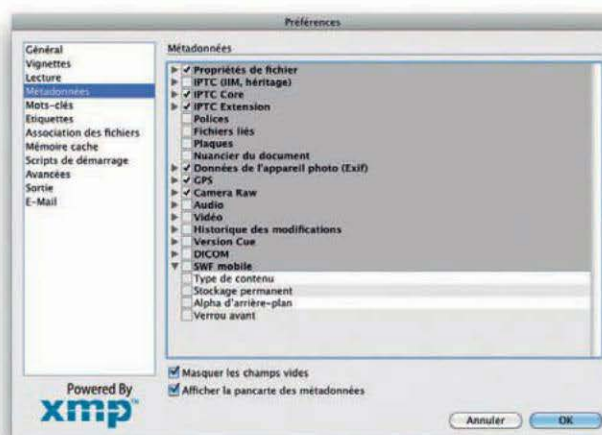 Préférences
Général
Vignettes
Lecture
Métadonnées
Mots-clés
Etiquettes
Association des fichiers
Mémoire cache
Scripts de démarrage
Avancées
Sortie
E-Mail
Powered By
xmp™
Métadonnées
Propriétés de fichier
IPTC (IIM, héritage)
IPTC Core
IPTC Extension
Polices
Fichiers liés
Plaques
Nuancier du document
Données de l'appareil photo (Exif)
GPS
Camera Raw
Audio
Vidéo
Historique des modifications
Version Cue
DICOM
SWF mobile
Type de contenu
Stockage permanent
Alpha d'arrière-plan
Verrou avant
Masquer les champs vides
Afficher la pancarte des métadonnées
Annuler
OK